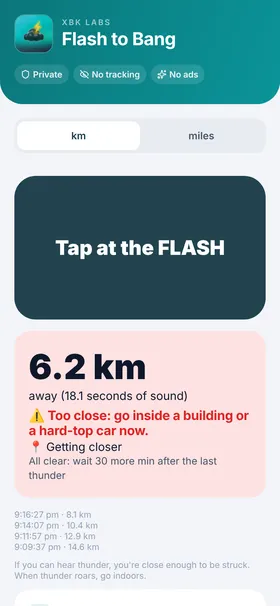 XBK LABS
Flash to Bang
Private
No tracking
No ads
km
miles
Tap at the FLASH
6.2 km
away (18.1 seconds of sound)
⚠️ Too close: go inside a building or
a hard-top car now.
📍 Getting closer
All clear: wait 30 more min after the last
thunder
9:16:27 pm · 8.1 km
9:14:07 pm · 10.4 km
9:11:57 pm · 12.9 km
9:09:37 pm · 14.6 km
If you can hear thunder, you're close enough to be struck.
When thunder roars, go indoors.